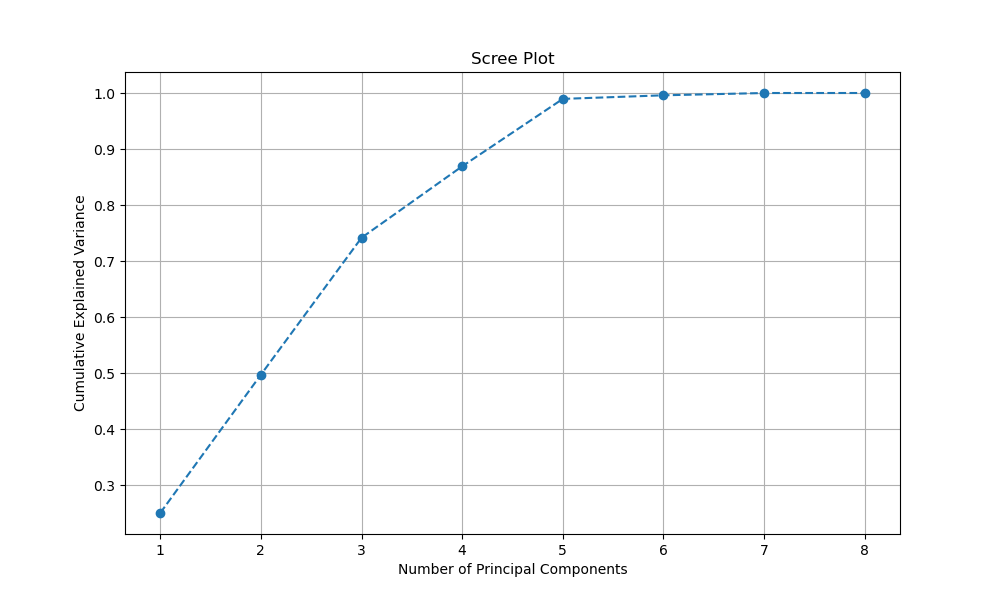 Scree Plot
1.0
0.9
0.8
0.7
0.6
0.5
0.4
0.3
Cumulative Explained Variance
1 2 3 4 5 6 7 8
Number of Principal Components